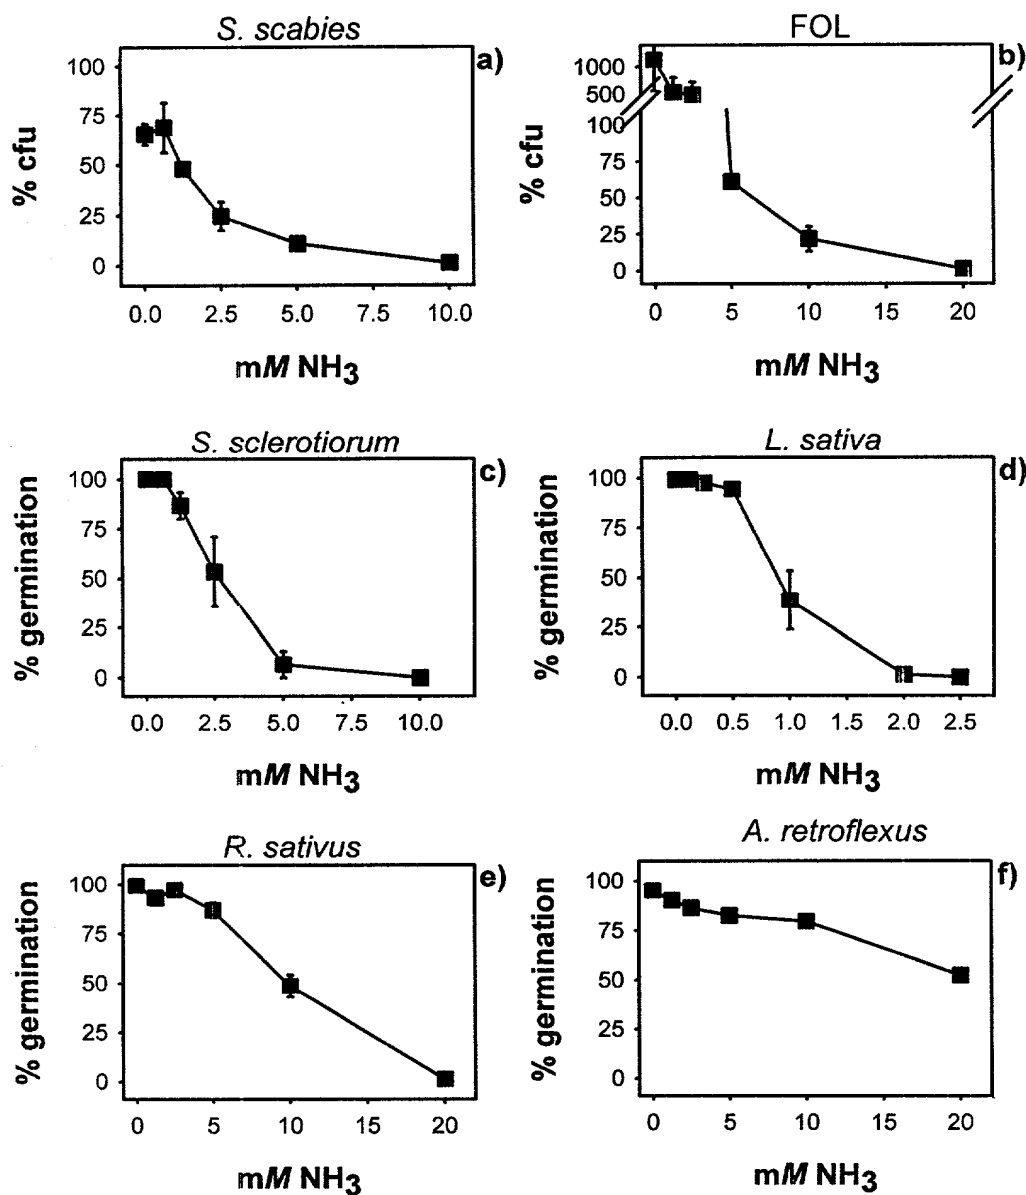 S. scabies
a)
100
75
50
25
0
% cfu
0.0 2.5 5.0 7.5 10.0
mM NH3
FOL
b)
1000
500
100
75
50
25
0
% cfu
0 5 10 15 20
mM NH3
S. sclerotiorum
c)
100
75
50
25
0
% germination
0.0 2.5 5.0 7.5 10.0
mM NH3
L. sativa
d)
100
75
50
25
0
% germination
0.0 0.5 1.0 1.5 2.0 2.5
mM NH3
R. sativus
e)
100
75
50
25
0
% germination
0 5 10 15 20
mM NH3
A. retroflexus
f)
100
75
50
25
0
% germination
0 5 10 15 20
mM NH3